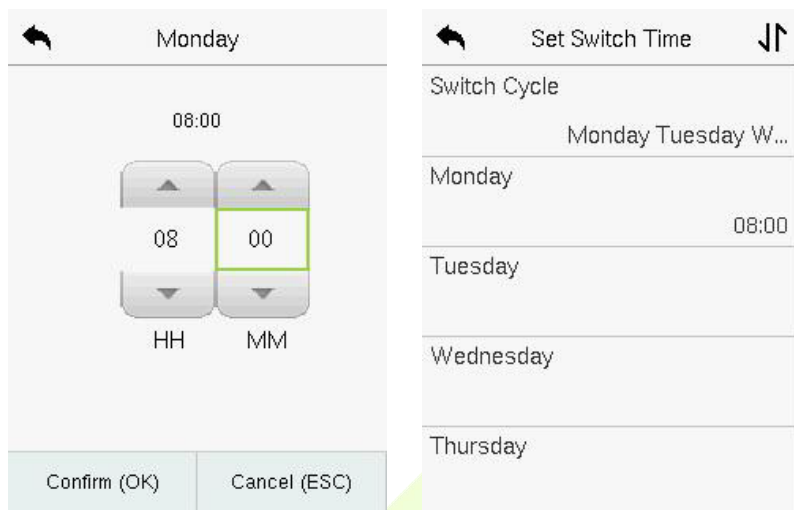 Monday
08:00
08 00
HH MM
Confirm (OK) Cancel (ESC)
Set Switch Time
Switch Cycle
Monday Tuesday W...
Monday
08:00
Tuesday
Wednesday
Thursday